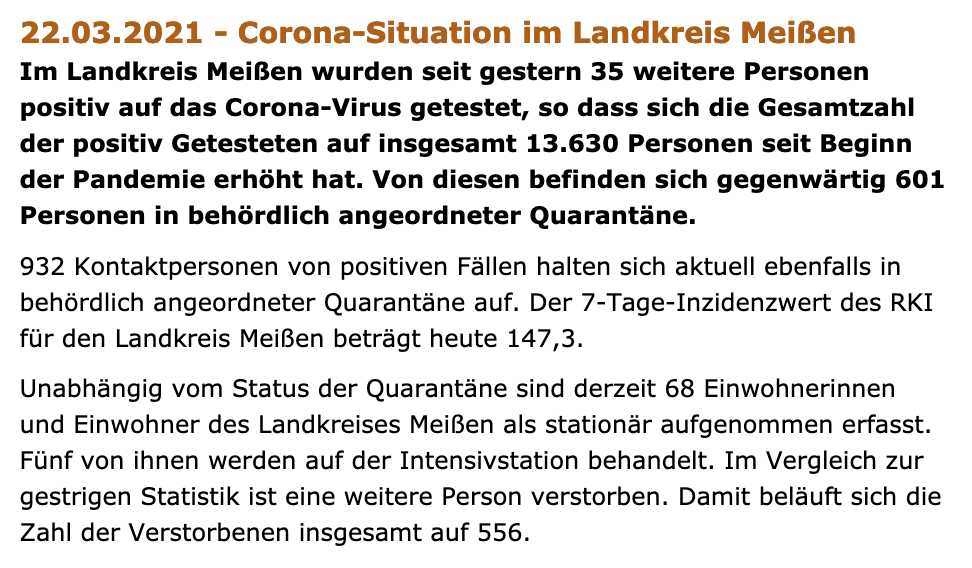 22.03.2021 - Corona-Situation im Landkreis Meißen
Im Landkreis Meißen wurden seit gestern 35 weitere Personen
positiv auf das Corona-Virus getestet, so dass sich die Gesamtzahl
der positiv Getesteten auf insgesamt 13.630 Personen seit Beginn
der Pandemie erhöht hat. Von diesen befinden sich gegenwärtig 601
Personen in behördlich angeordneter Quarantäne.
932 Kontaktpersonen von positiven Fällen halten sich aktuell ebenfalls in
behördlich angeordneter Quarantäne auf. Der 7-Tage-Inzidenzwert des RKI
für den Landkreis Meißen beträgt heute 147,3.
Unabhängig vom Status der Quarantäne sind derzeit 68 Einwohnerinnen
und Einwohner des Landkreises Meißen als stationär aufgenommen erfasst.
Fünf von ihnen werden auf der Intensivstation behandelt. Im Vergleich zur
gestrigen Statistik ist eine weitere Person verstorben. Damit beläuft sich die
Zahl der Verstorbenen insgesamt auf 556.